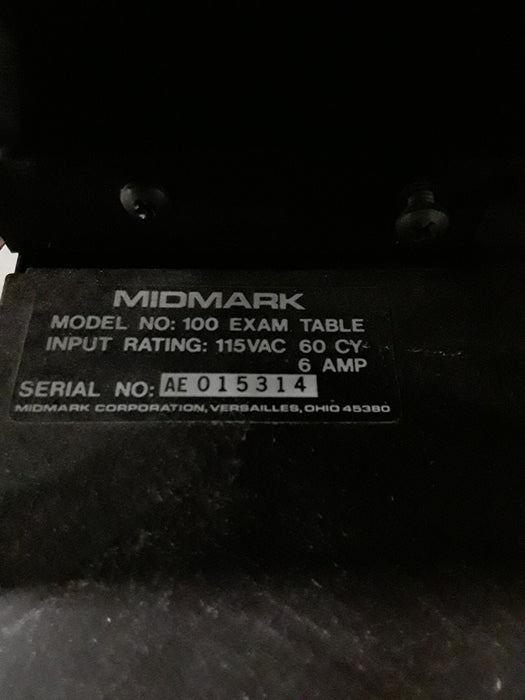 MIDMARK
MODEL NO: 100 EXAM TABLE
INPUT RATING: 115VAC 60 CY-
6 AMP
SERIAL NO: AE 015314
MIDMARK CORPORATION, VERSAILLES, OHIO 45380